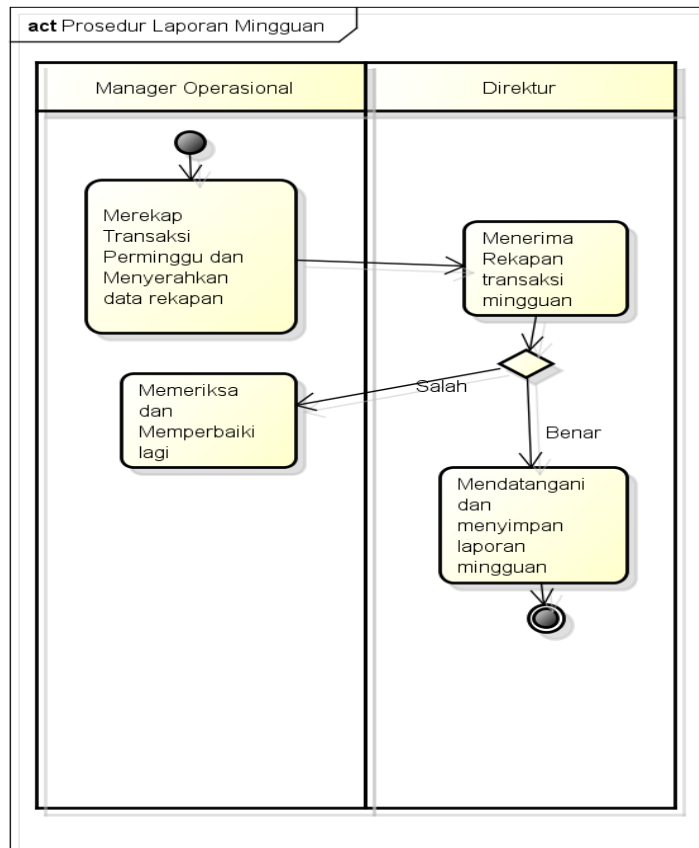 act Prosedur Laporan Mingguan
Manager Operasional
Direktur
Merekap
Transaksi
Perminggu dan
Menyerahkan
data rekapan
Menerima
Rekapan
transaksi
mingguan
Memeriksa
dan
Memperbaiki
lagi
Salah
Benar
Mendatangani
dan
menyimpan
laporan
mingguan